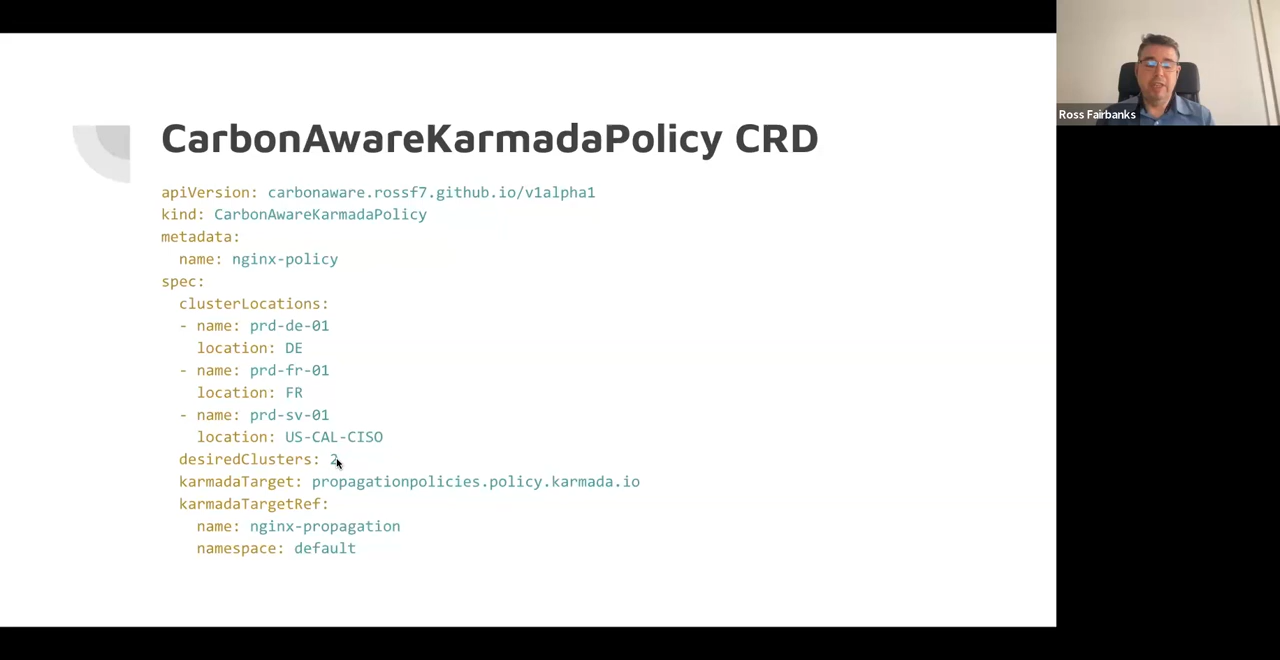 CarbonAwareKarmadaPolicy CRD
apiVersion: carbonaware.rossf7.github.io/v1alpha1
kind: CarbonAwareKarmadaPolicy
metadata:
  name: nginx-policy
spec:
  clusterLocations:
  - name: prd-de-01
    location: DE
  - name: prd-fr-01
    location: FR
  - name: prd-sv-01
    location: US-CAL-CISO
  desiredClusters: 2
  karmadaTarget: propagationpolicies.policy.karmada.io
  karmadaTargetRef:
    name: nginx-propagation
    namespace: default
Ross Fairbanks